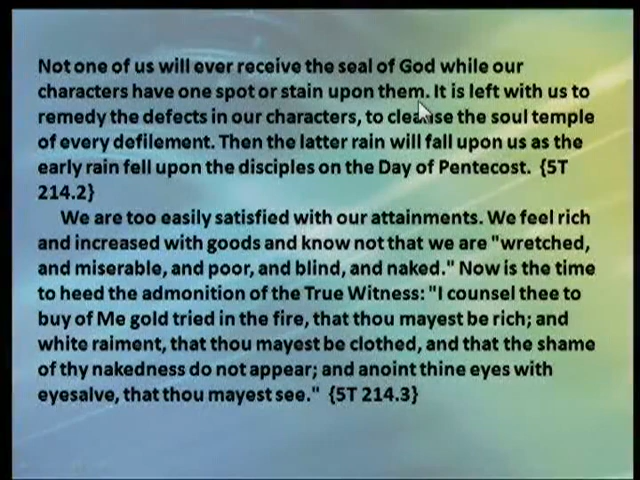 Not one of us will ever receive the seal of God while our
characters have one spot or stain upon them. It is left with us to
remedy the defects in our characters, to cleanse the soul temple
of every defilement. Then the latter rain will fall upon us as the
early rain fell upon the disciples on the Day of Pentecost.  {5T
214.2}
We are too easily satisfied with our attainments. We feel rich
and increased with goods and know not that we are "wretched,
and miserable, and poor, and blind, and naked." Now is the time
to heed the admonition of the True Witness: "I counsel thee to
buy of Me gold tried in the fire, that thou mayest be rich; and
white raiment, that thou mayest be clothed, and that the shame
of thy nakedness do not appear; and anoint thine eyes with
eyesalve, that thou mayest see."  {5T 214.3}